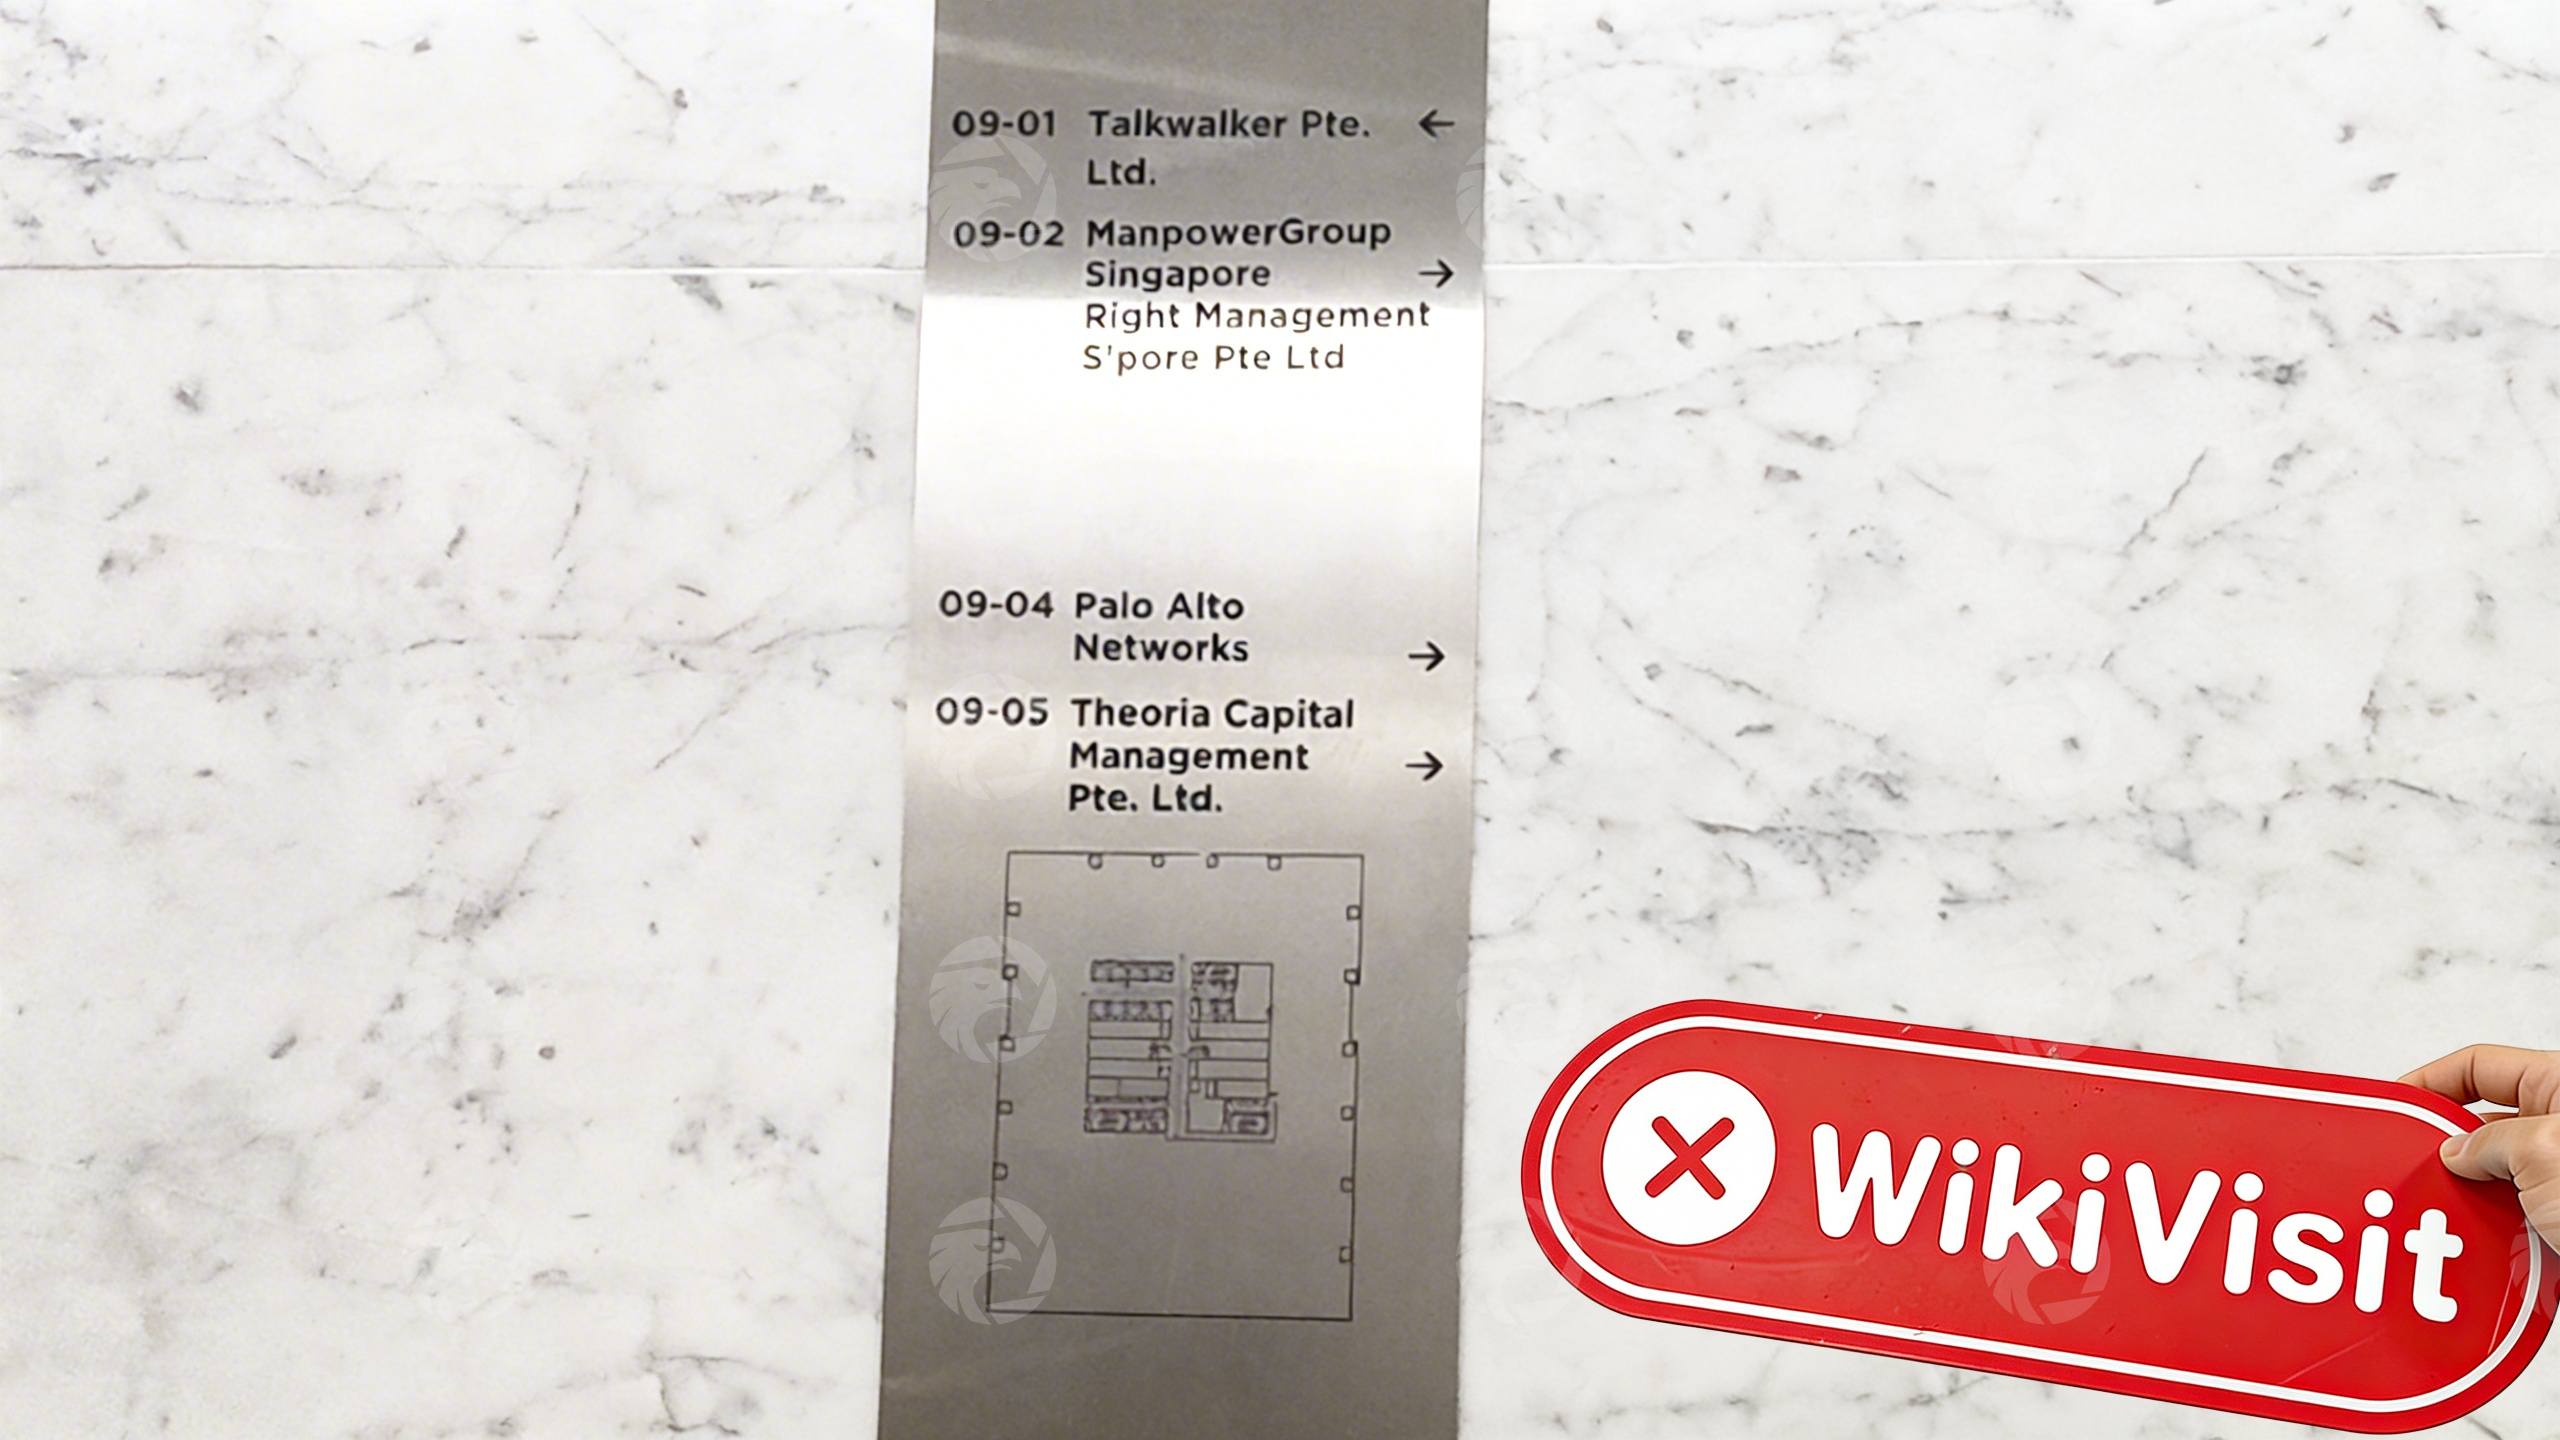 09-01 Talkwalker Pte. ←
Ltd.
09-02 ManpowerGroup
Singapore →
Right Management
S'pore Pte Ltd
09-04 Palo Alto
Networks →
09-05 Theoria Capital
Management →
Pte. Ltd.
WikiVisit